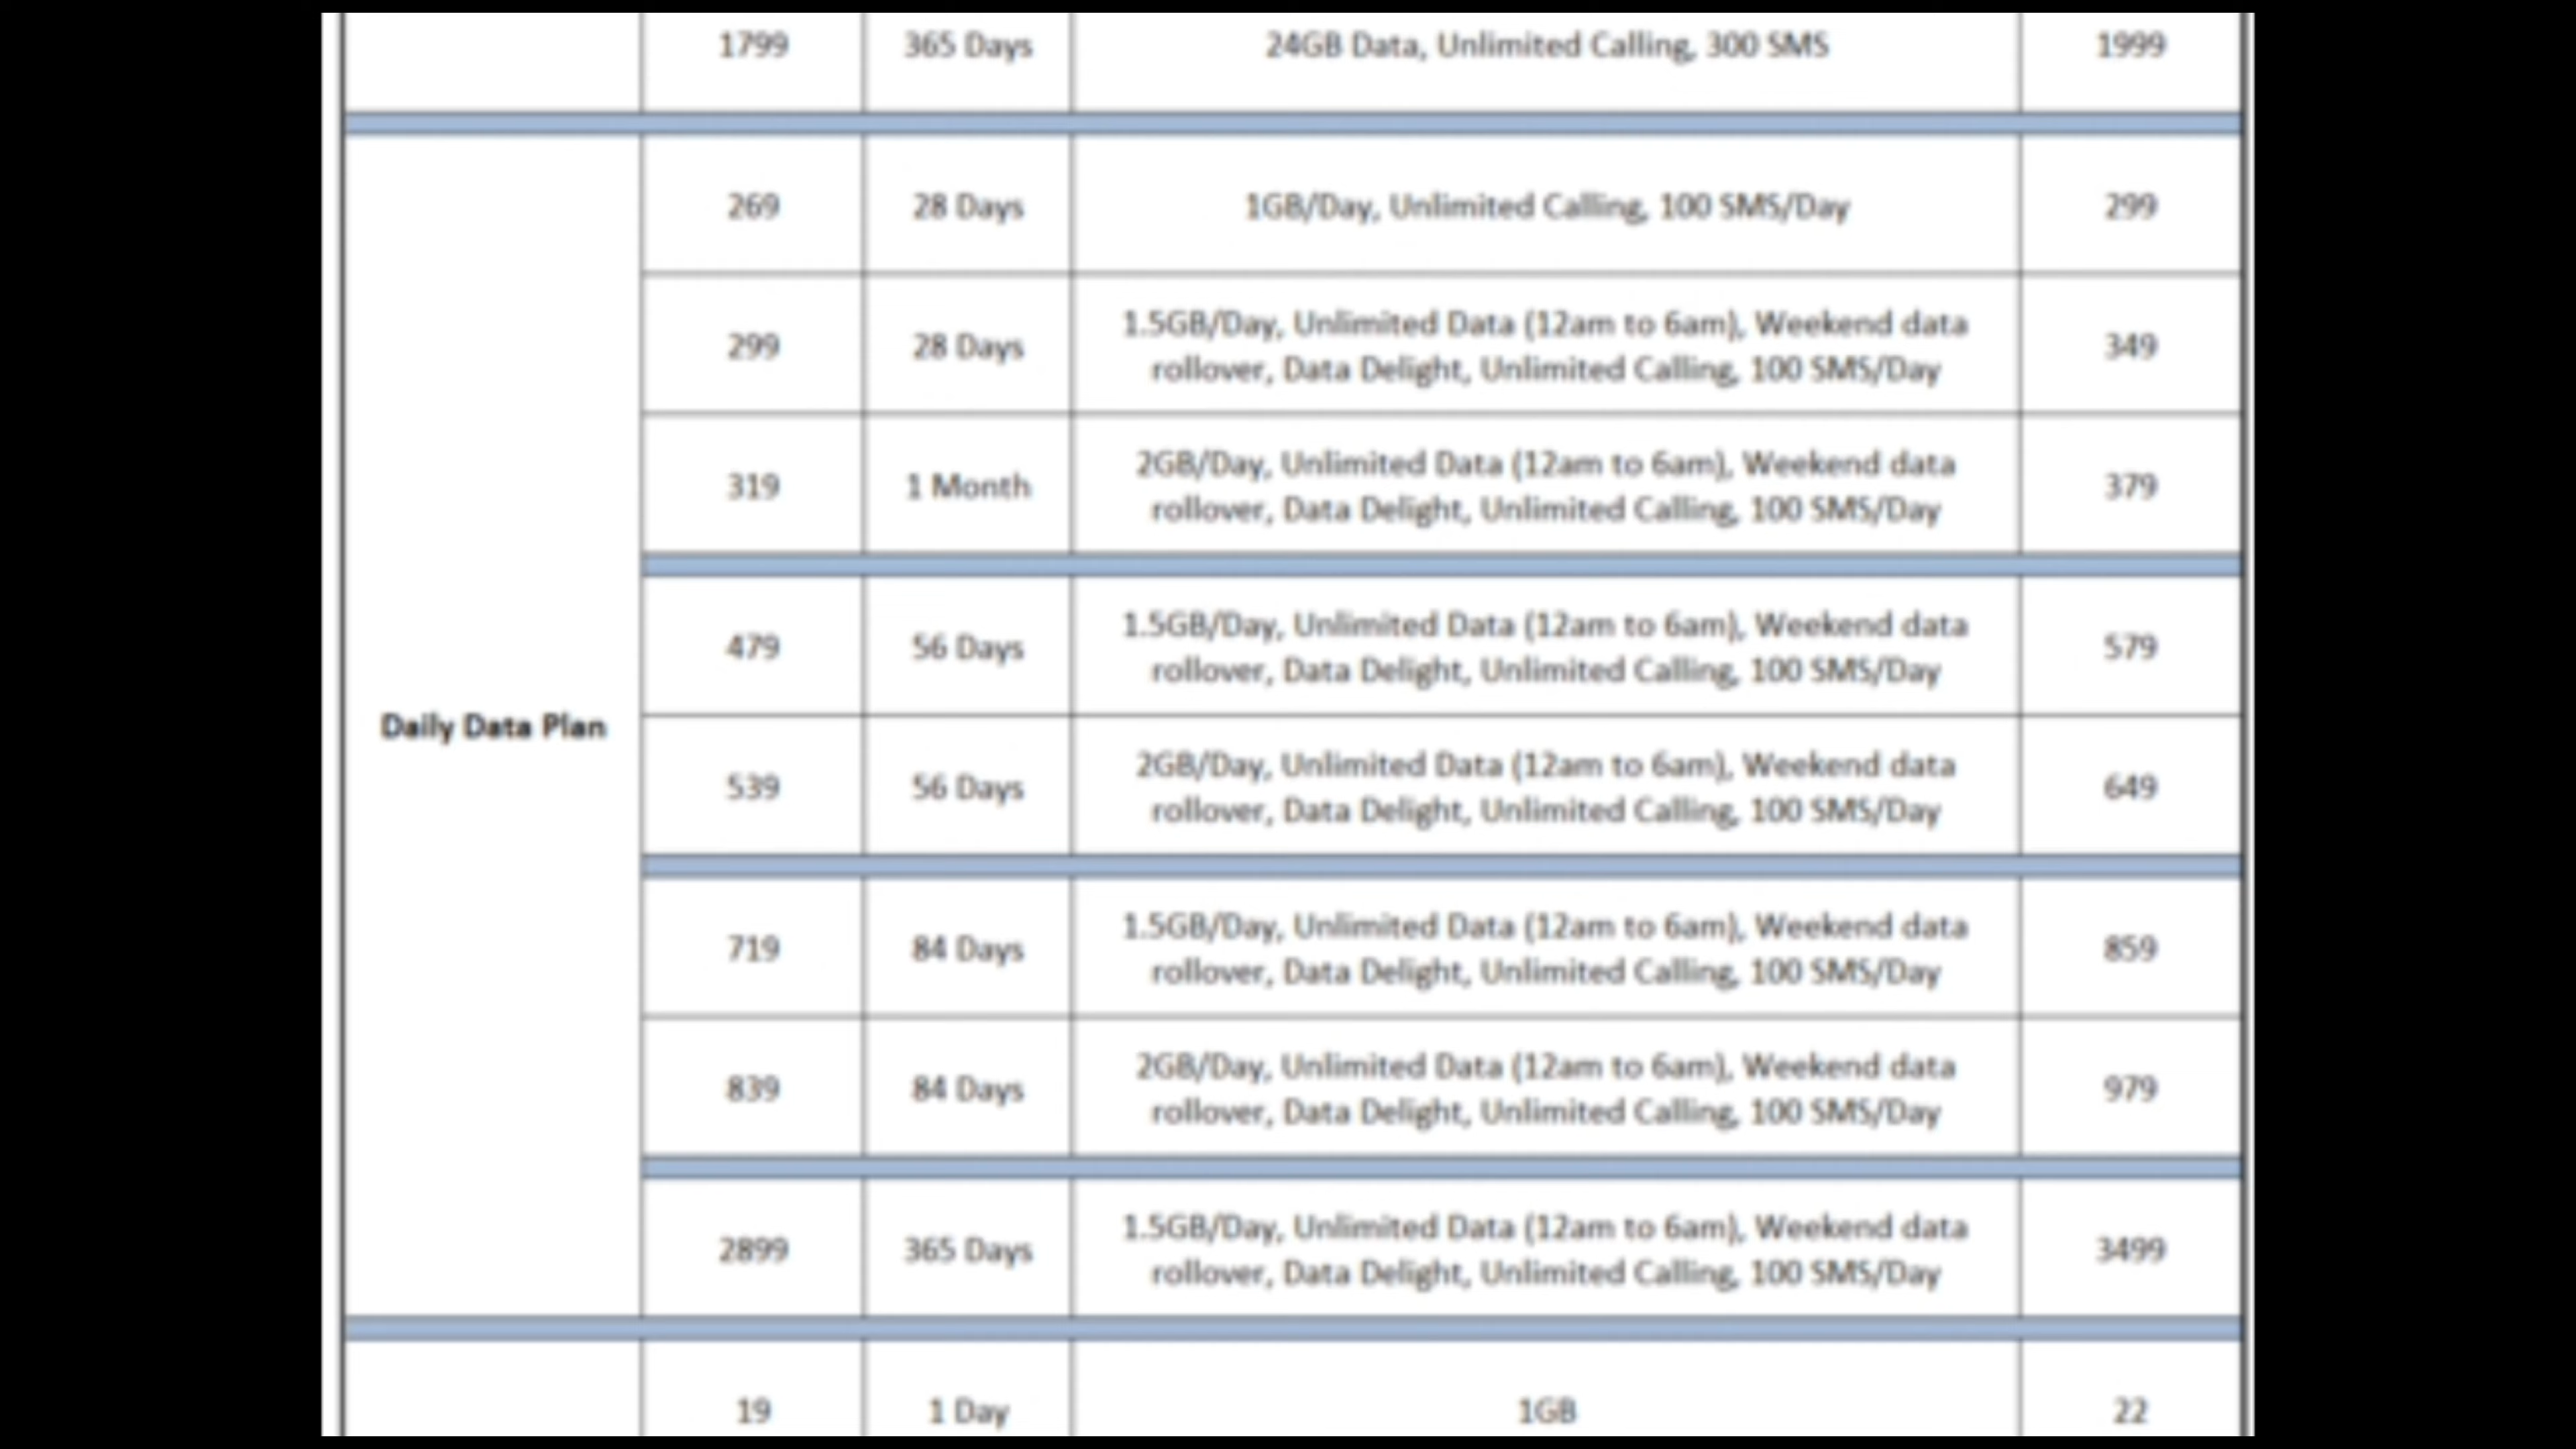 1799 365 Days 24GB Data, Unlimited Calling, 300 SMS 1999
269 28 Days 1GB/Day, Unlimited Calling, 100 SMS/Day 299
299 28 Days 1.5GB/Day, Unlimited Data (12am to 6am), Weekend data
rollover, Data Delight, Unlimited Calling, 100 SMS/Day 349
319 1 Month 2GB/Day, Unlimited Data (12am to 6am), Weekend data
rollover, Data Delight, Unlimited Calling, 100 SMS/Day 379
479 56 Days 1.5GB/Day, Unlimited Data (12am to 6am), Weekend data
rollover, Data Delight, Unlimited Calling, 100 SMS/Day 579
Daily Data Plan
539 56 Days 2GB/Day, Unlimited Data (12am to 6am), Weekend data
rollover, Data Delight, Unlimited Calling, 100 SMS/Day 649
719 84 Days 1.5GB/Day, Unlimited Data (12am to 6am), Weekend data
rollover, Data Delight, Unlimited Calling, 100 SMS/Day 859
839 84 Days 2GB/Day, Unlimited Data (12am to 6am), Weekend data
rollover, Data Delight, Unlimited Calling, 100 SMS/Day 979
2899 365 Days 1.5GB/Day, Unlimited Data (12am to 6am), Weekend data
rollover, Data Delight, Unlimited Calling, 100 SMS/Day 3499
19 1 Day 1GB 22